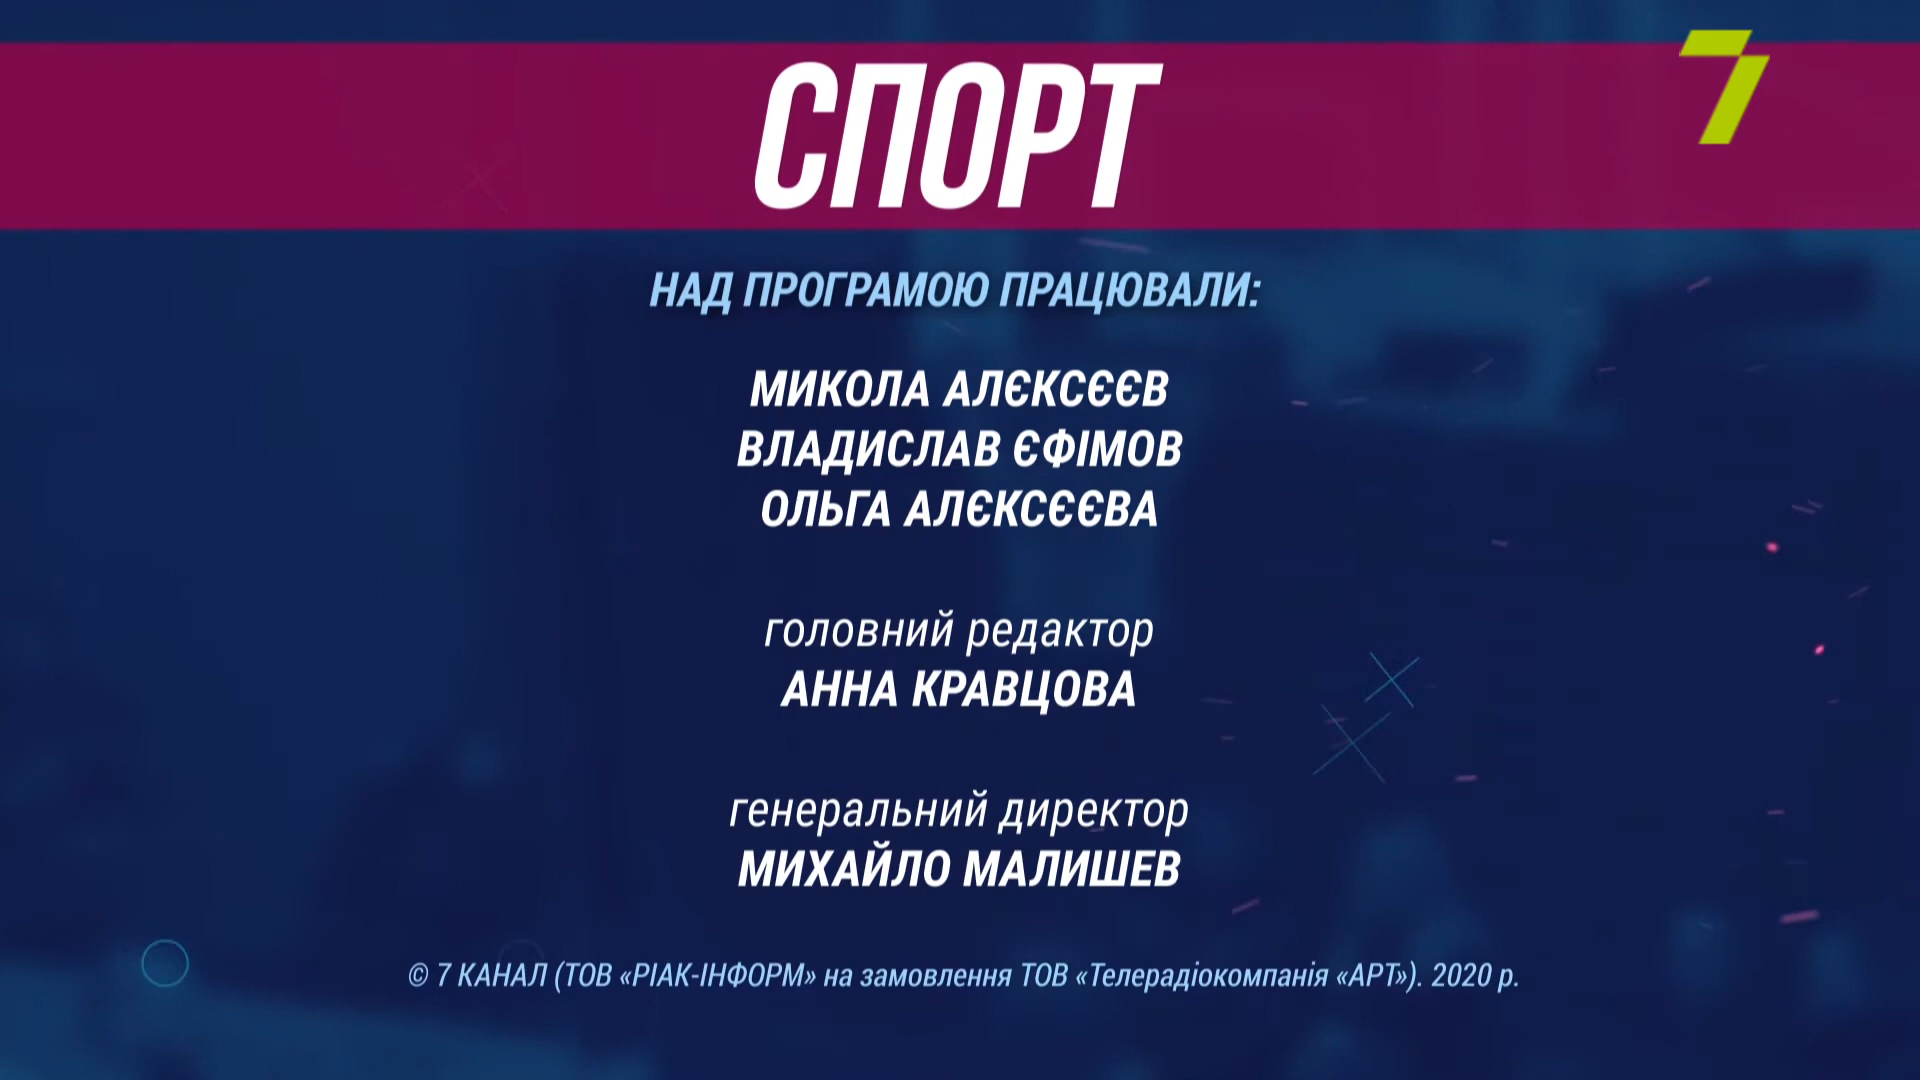 СПОРТ
7
НАД ПРОГРАМОЮ ПРАЦЮВАЛИ:
МИКОЛА АЛЄКСЄЄВ
ВЛАДИСЛАВ ЄФІМОВ
ОЛЬГА АЛЄКСЄЄВА
головний редактор
АННА КРАВЦОВА
генеральний директор
МИХАЙЛО МАЛИШЕВ
© 7 КАНАЛ (ТОВ «РІАК-ІНФОРМ» на замовлення ТОВ «Телерадіокомпанія «АРТ»). 2020 р.